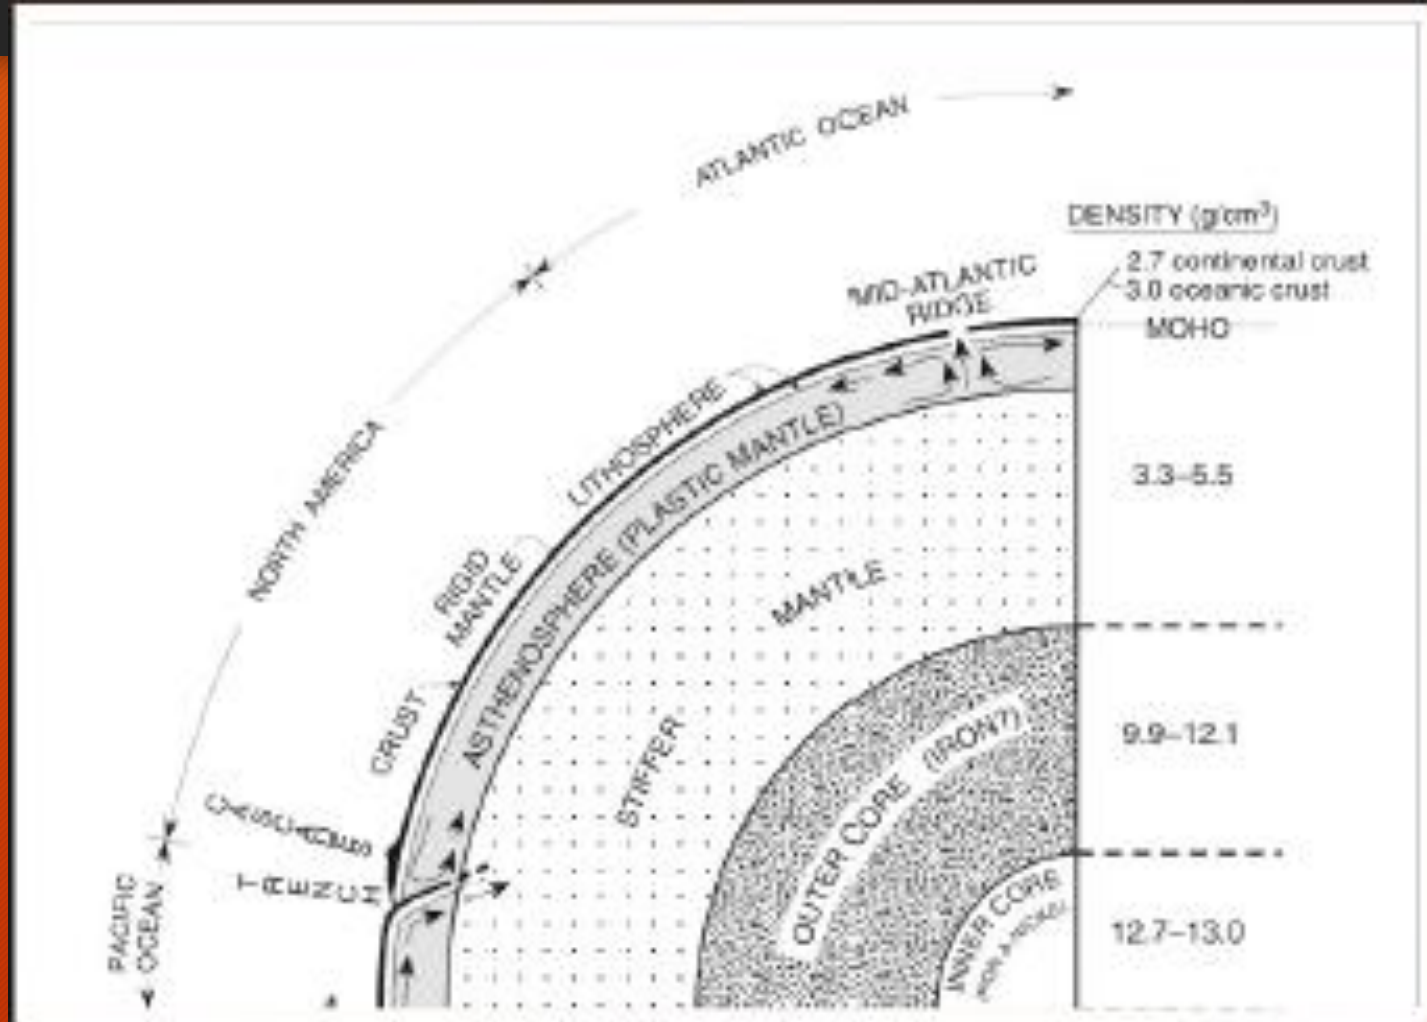 ATLANTIC OCEAN
DENSITY (g/cm³)
2.7 continental crust
3.0 oceanic crust
MOHO
MID-ATLANTIC
RIDGE
LITHOSPHERE
NORTH AMERICA
ASTHENOSPHERE (PLASTIC MANTLE)
3.3–5.5
RIGID
MANTLE
MANTLE
CRUST
STIFFER
9.9–12.1
OUTER CORE (IRON?)
CASCADES
TRENCH
PACIFIC
OCEAN
INNER CORE
12.7–13.0